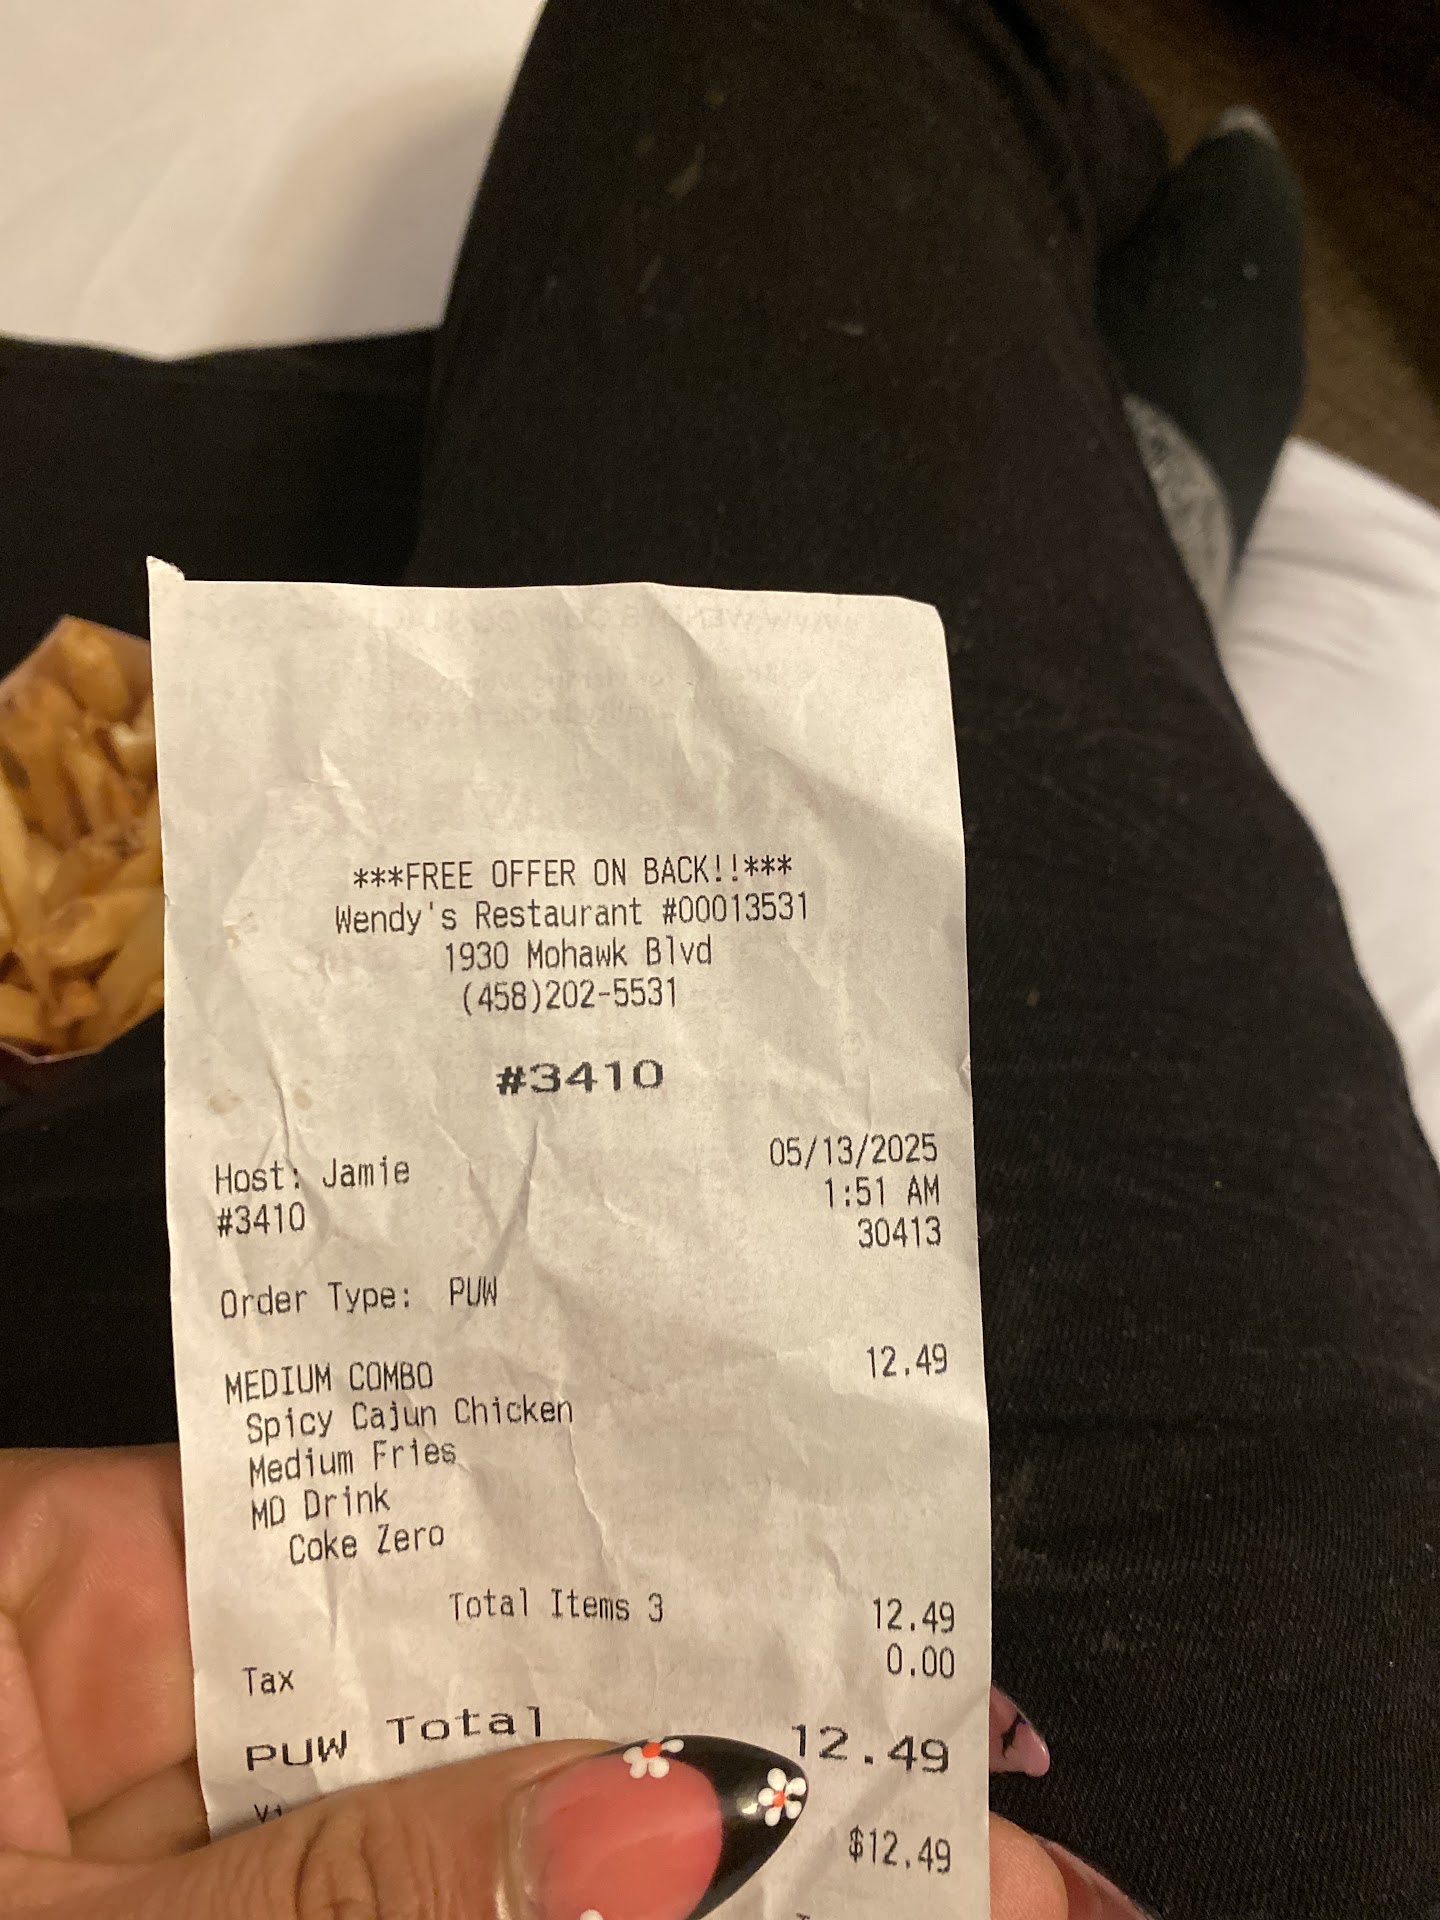 ***FREE OFFER ON BACK!!***
Wendy's Restaurant #00013531
1930 Mohawk Blvd
(458)202-5531
#3410
Host: Jamie 05/13/2025
#3410 1:51 AM
30413
Order Type: PUW
MEDIUM COMBO 12.49
Spicy Cajun Chicken
Medium Fries
MD Drink
Coke Zero
Total Items 3 12.49
Tax 0.00
PUW Total 12.49
$12.49